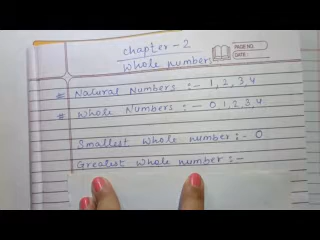 chapter - 2
Whole number
PAGE NO.
DATE:
* Natural Numbers :- 1, 2, 3, 4
* Whole Numbers :- 0 1, 2, 3, 4
Smallest whole number :- 0
Greatest whole number :-